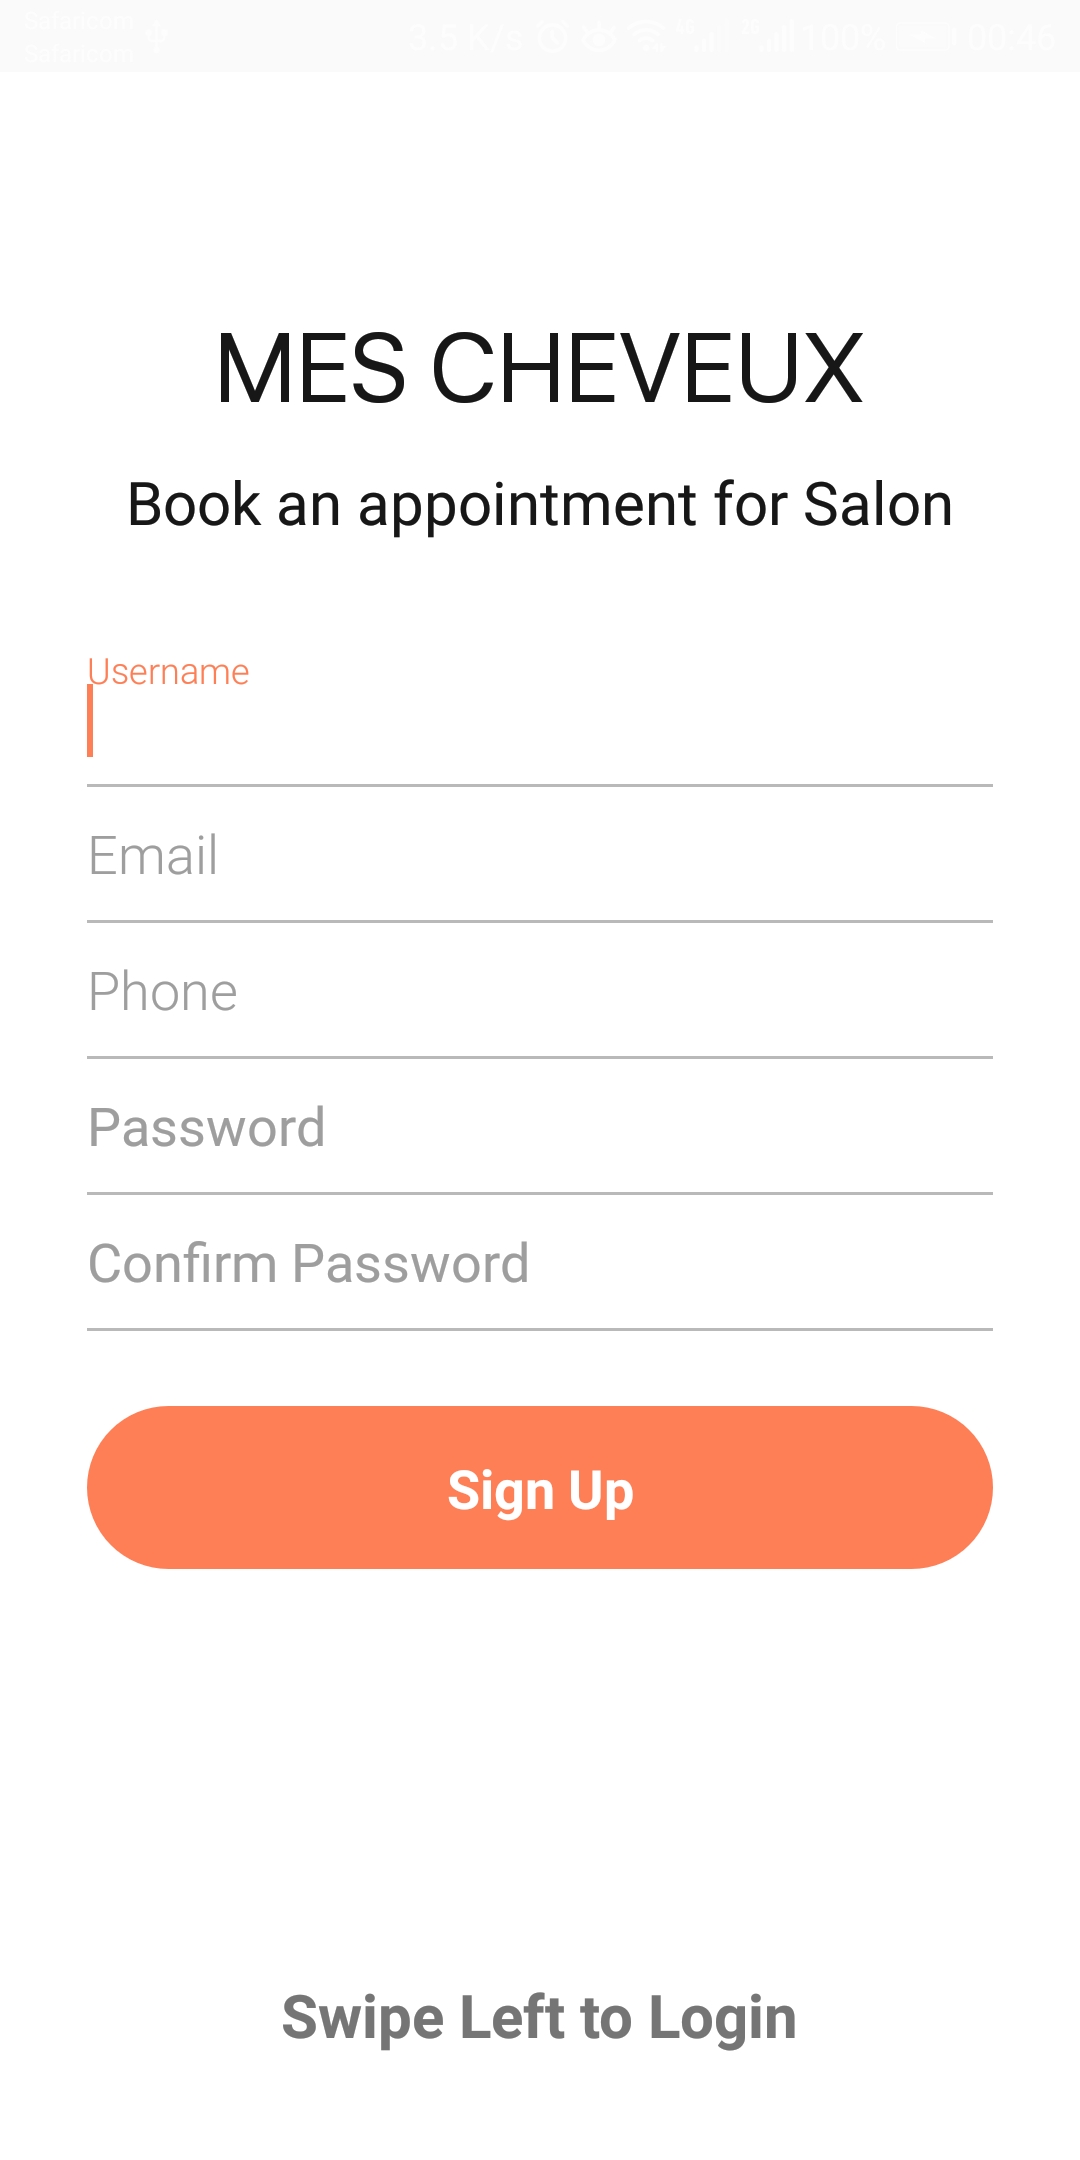 Safaricom
Safaricom
3.5 K/s 100% 00:46
MES CHEVEUX
Book an appointment for Salon
Username
Email
Phone
Password
Confirm Password
Sign Up
Swipe Left to Login